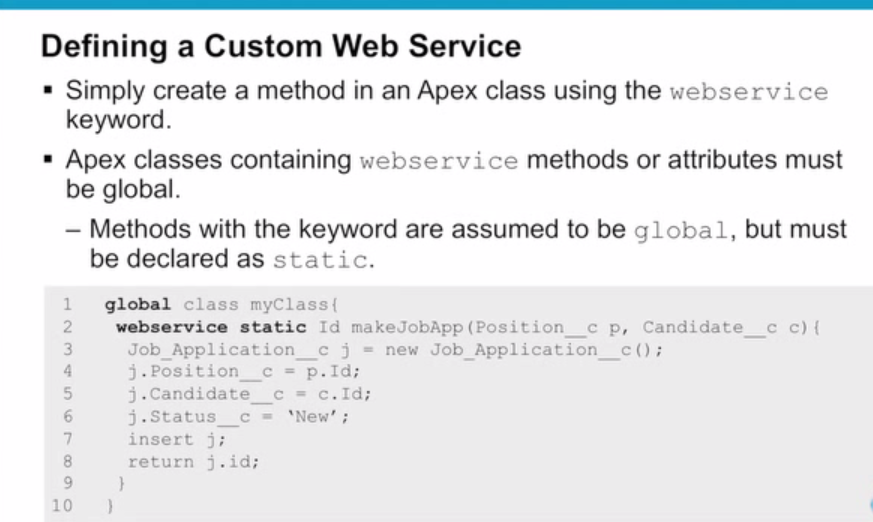 Defining a Custom Web Service
▪ Simply create a method in an Apex class using the webservice
keyword.
▪ Apex classes containing webservice methods or attributes must
be global.
– Methods with the keyword are assumed to be global, but must
be declared as static.
1 global class myClass{
2 webservice static Id makeJobApp(Position__c p, Candidate__c c){
3 Job_Application__c j = new Job_Application__c();
4 j.Position__c = p.Id;
5 j.Candidate__c = c.Id;
6 j.Status__c = ‘New’;
7 insert j;
8 return j.id;
9 }
10 }